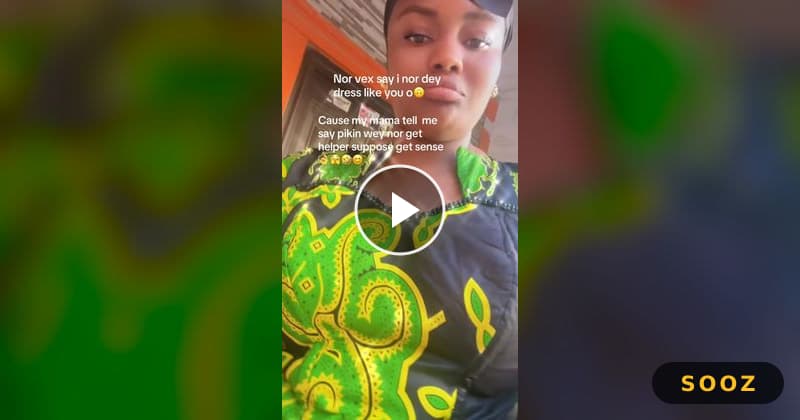 Nor vex say i nor dey
dress like you o🙃
Cause my mama tell me
say pikin wey nor get
helper suppose get sense
SOOZ